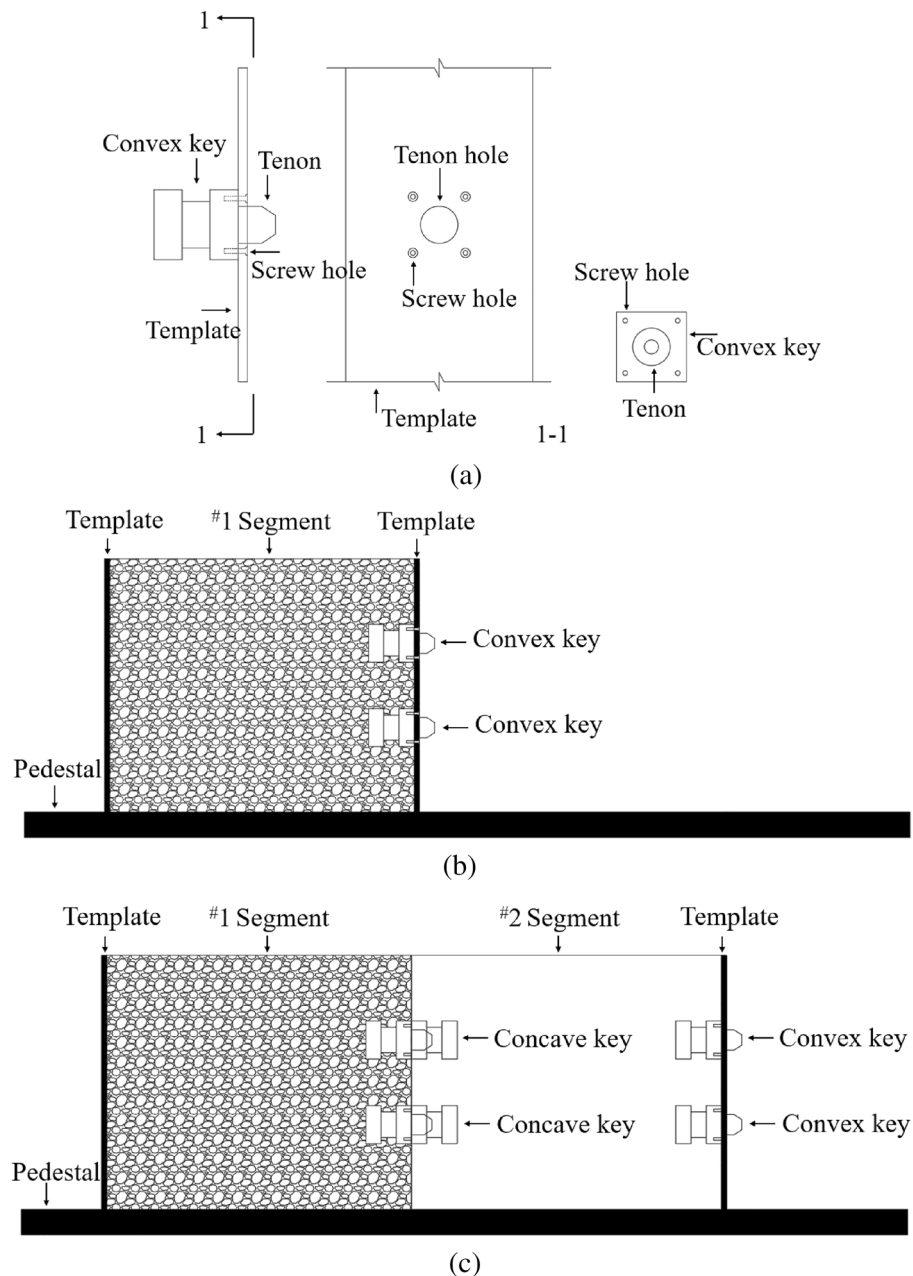 1
Convex key
Tenon
Tenon hole
Screw hole
Screw hole
Screw hole
Template
Convex key
Tenon
Template
1
1-1
(a)
Template
#1 Segment
Template
Convex key
Convex key
Pedestal
(b)
Template
#1 Segment
#2 Segment
Template
Concave key
Convex key
Concave key
Convex key
Pedestal
(c)